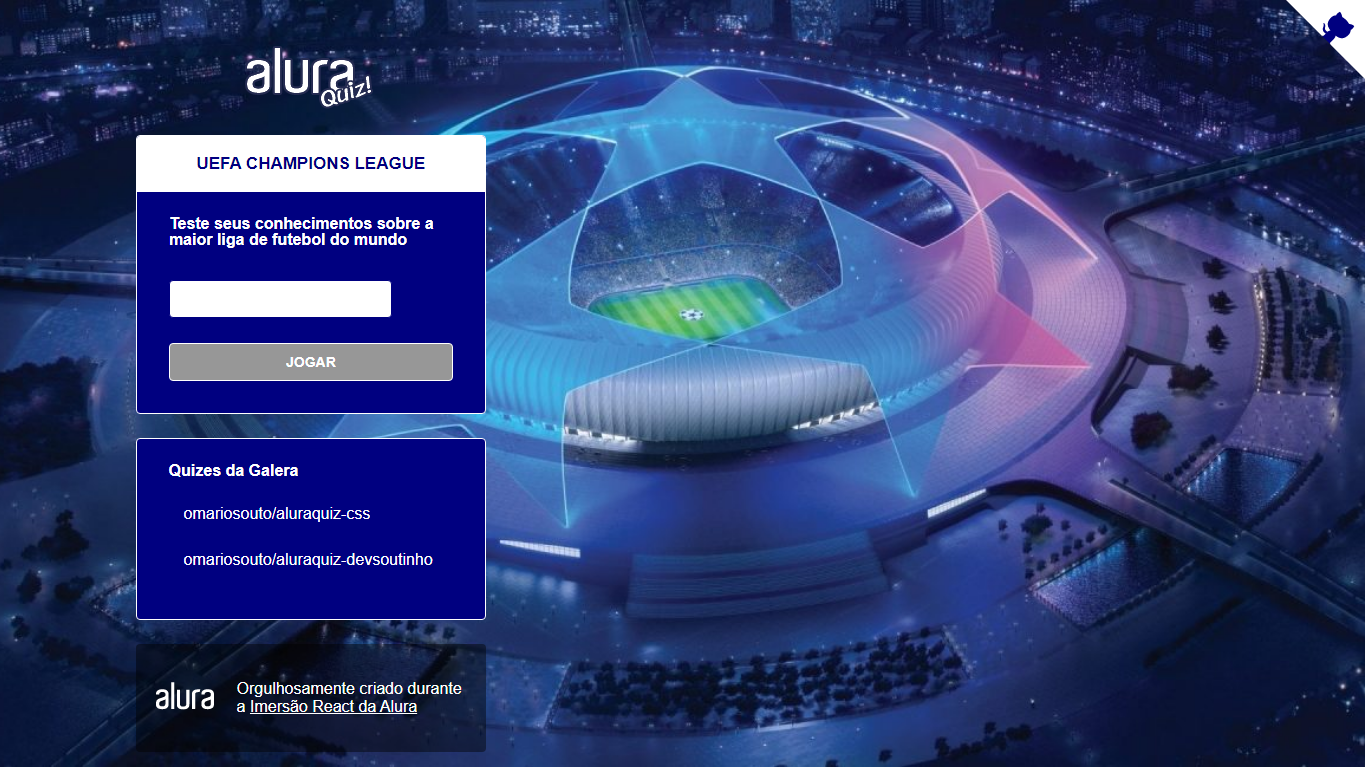 alura
Quiz!
UEFA CHAMPIONS LEAGUE
Teste seus conhecimentos sobre a
maior liga de futebol do mundo
JOGAR
Quizes da Galera
omariosouto/aluraquiz-css
omariosouto/aluraquiz-devsoutinho
alura
Orgulhosamente criado durante
a Imersão React da Alura